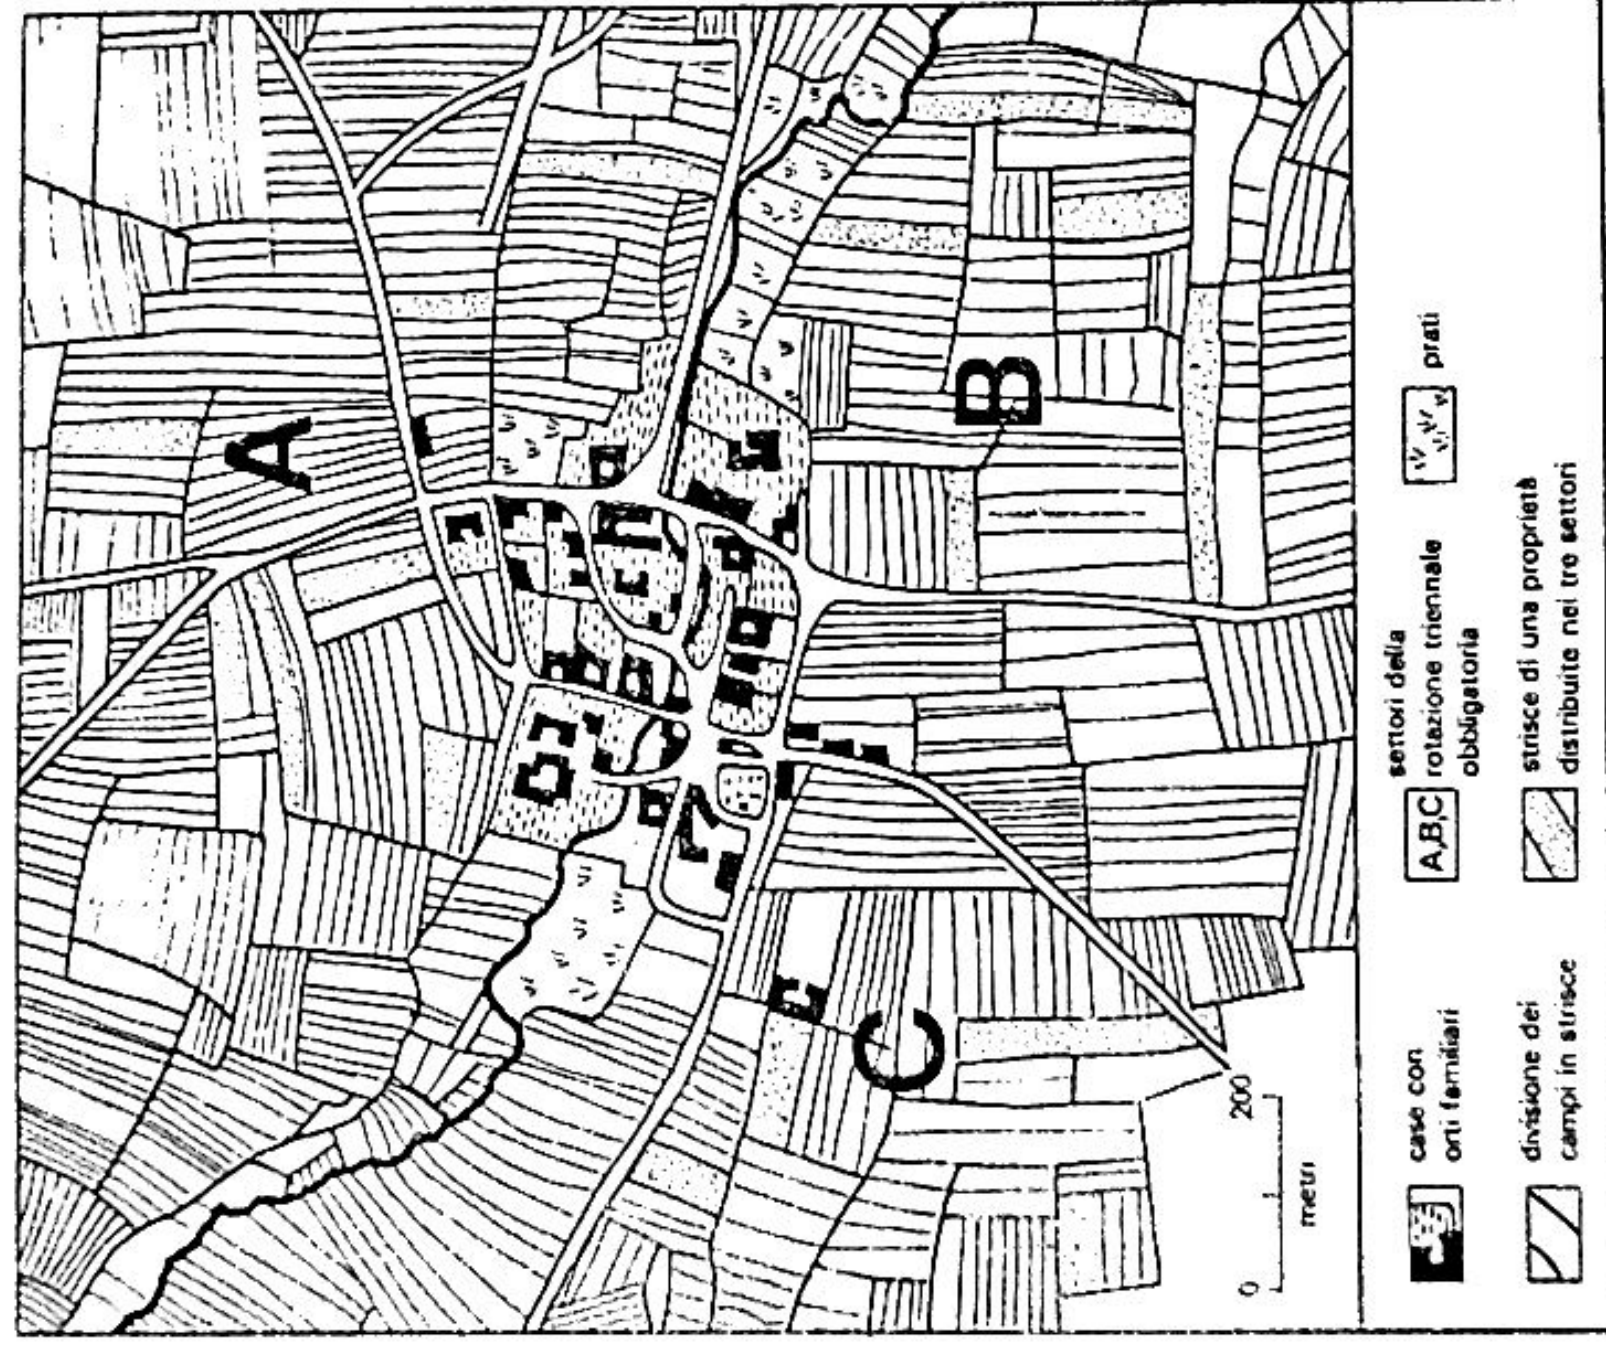 A
B
C
0
200
metri
case con
orti familiari
divisione dei
campi in strisce
A,B,C
settori della
rotazione triennale
obbligatoria
strisce di una proprietà
distribuite nei tre settori
prati